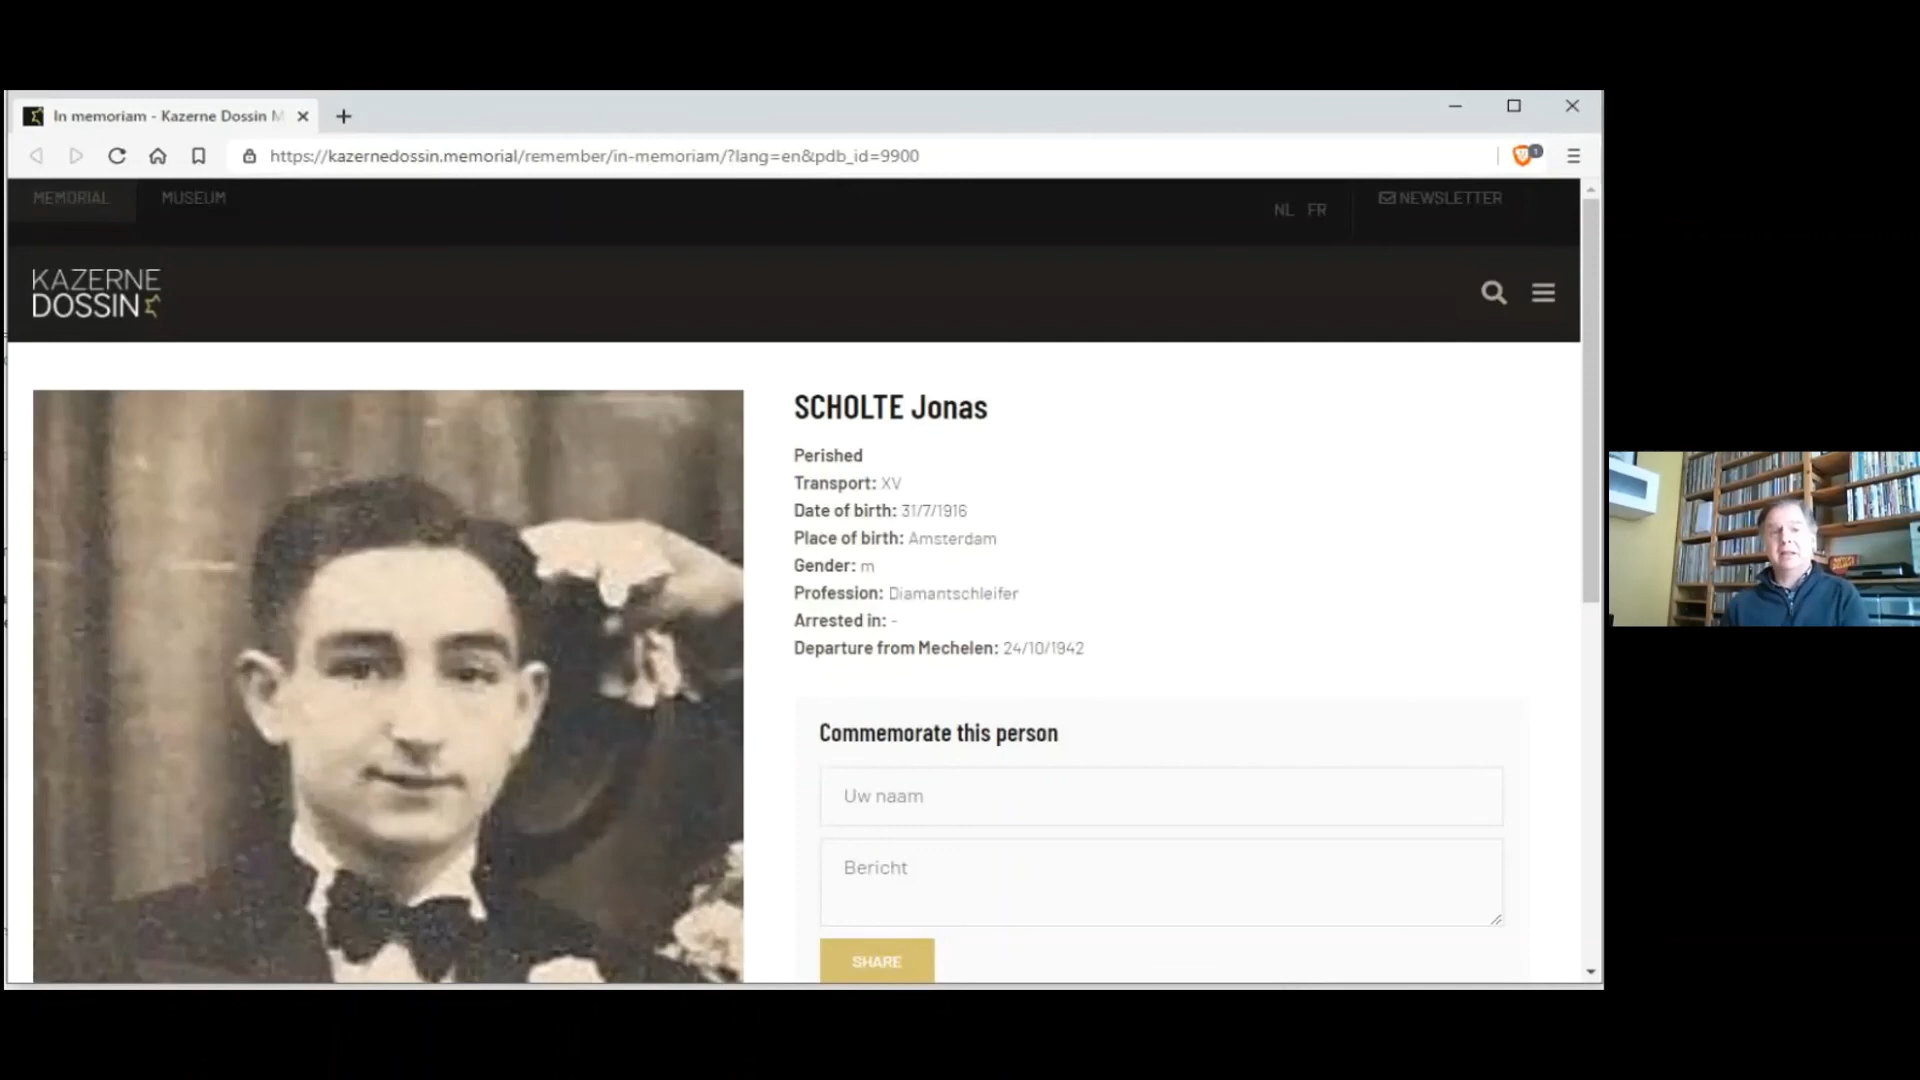 In memoriam - Kazerne Dossin M
https://kazernedossin.memorial/remember/in-memoriam/?lang=en&pdb_id=9900
1
MEMORIAL MUSEUM
NL FR
NEWSLETTER
KAZERNE
DOSSIN
SCHOLTE Jonas
Perished
Transport: XV
Date of birth: 31/7/1916
Place of birth: Amsterdam
Gender: m
Profession: Diamantschleifer
Arrested in: -
Departure from Mechelen: 24/10/1942
Commemorate this person
Uw naam
Bericht
SHARE